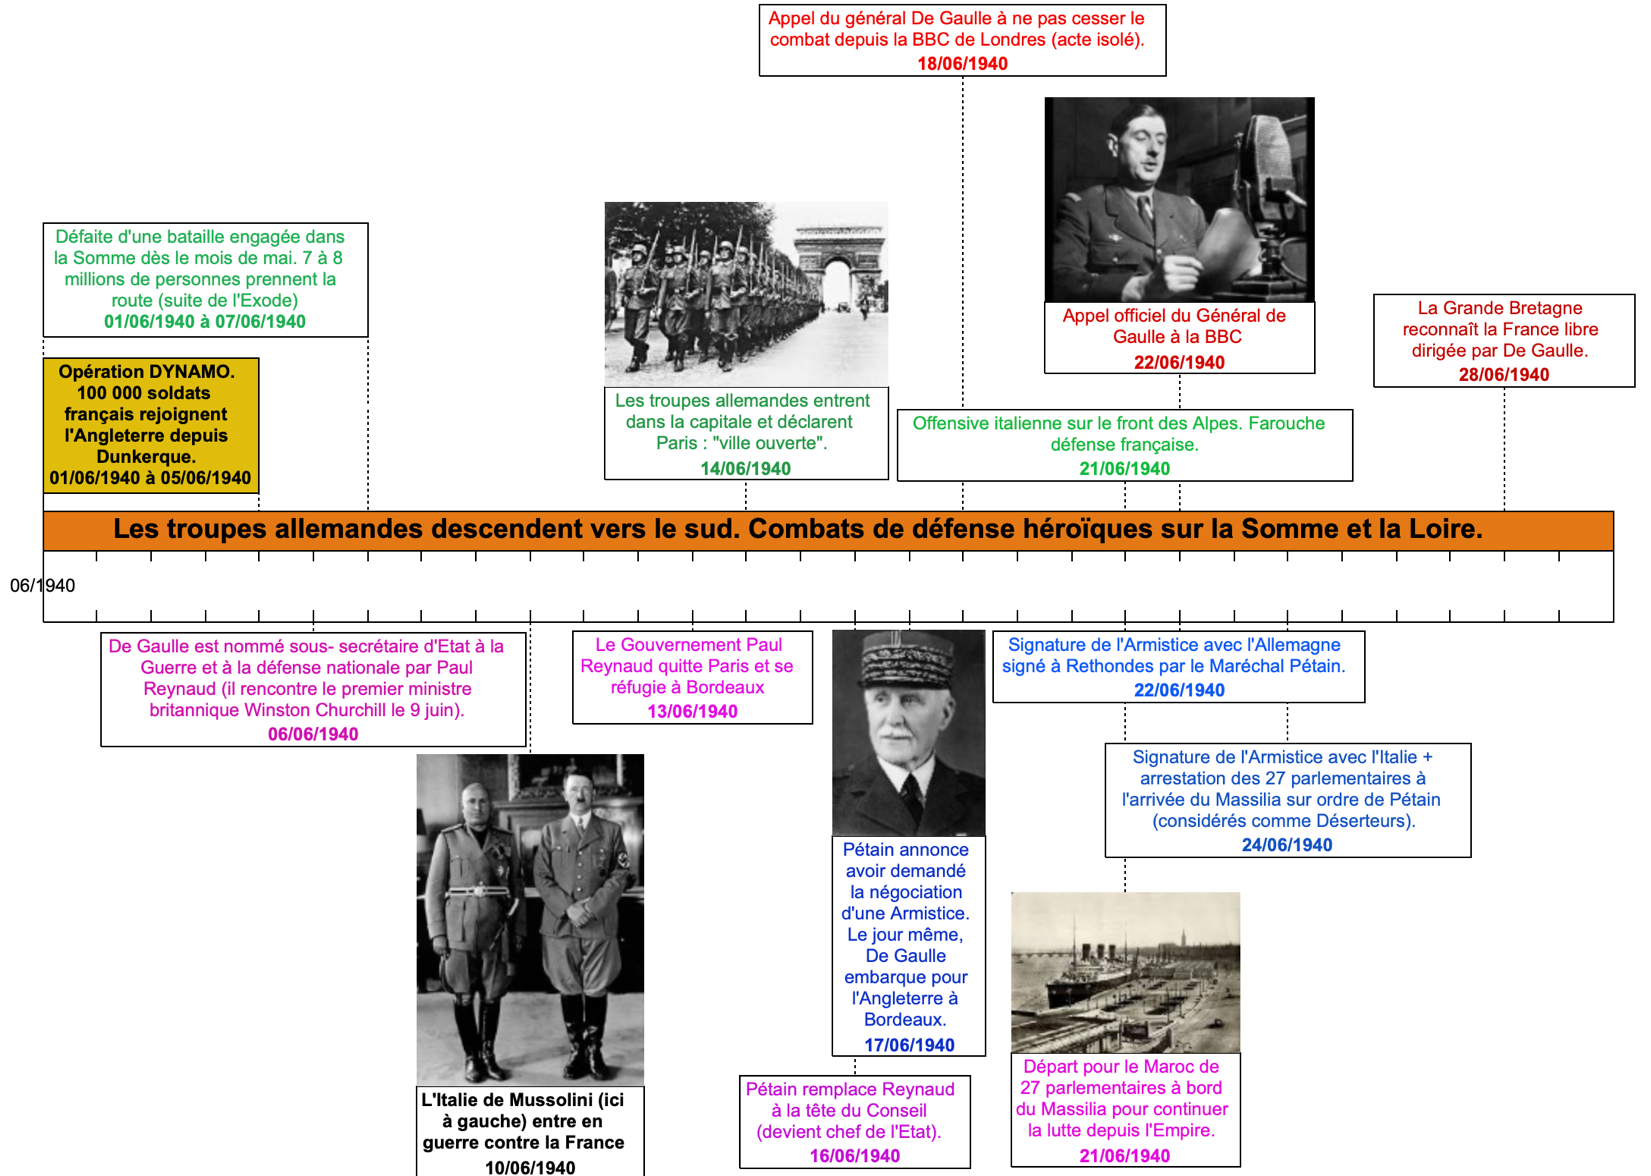 Appel du général De Gaulle à ne pas cesser le
combat depuis la BBC de Londres (acte isolé).
18/06/1940
Défaite d'une bataille engagée dans
la Somme dès le mois de mai. 7 à 8
millions de personnes prennent la
route (suite de l'Exode)
01/06/1940 à 07/06/1940
Opération DYNAMO.
100 000 soldats
français rejoignent
l'Angleterre depuis
Dunkerque.
01/06/1940 à 05/06/1940
Les troupes allemandes entrent
dans la capitale et déclarent
Paris : "ville ouverte".
14/06/1940
Appel officiel du Général de
Gaulle à la BBC
22/06/1940
La Grande Bretagne
reconnaît la France libre
dirigée par De Gaulle.
28/06/1940
Offensive italienne sur le front des Alpes. Farouche
défense française.
21/06/1940
Les troupes allemandes descendent vers le sud. Combats de défense héroïques sur la Somme et la Loire.
06/1940
De Gaulle est nommé sous- secrétaire d'Etat à la
Guerre et à la défense nationale par Paul
Reynaud (il rencontre le premier ministre
britannique Winston Churchill le 9 juin).
06/06/1940
Le Gouvernement Paul
Reynaud quitte Paris et se
réfugie à Bordeaux
13/06/1940
Signature de l'Armistice avec l'Allemagne
signé à Rethondes par le Maréchal Pétain.
22/06/1940
Signature de l'Armistice avec l'Italie +
arrestation des 27 parlementaires à
l'arrivée du Massilia sur ordre de Pétain
(considérés comme Déserteurs).
24/06/1940
Pétain annonce
avoir demandé
la négociation
d'une Armistice.
Le jour même,
De Gaulle
embarque pour
l'Angleterre à
Bordeaux.
17/06/1940
L'Italie de Mussolini (ici
à gauche) entre en
guerre contre la France
10/06/1940
Pétain remplace Reynaud
à la tête du Conseil
(devient chef de l'Etat).
16/06/1940
Départ pour le Maroc de
27 parlementaires à bord
du Massilia pour continuer
la lutte depuis l'Empire.
21/06/1940